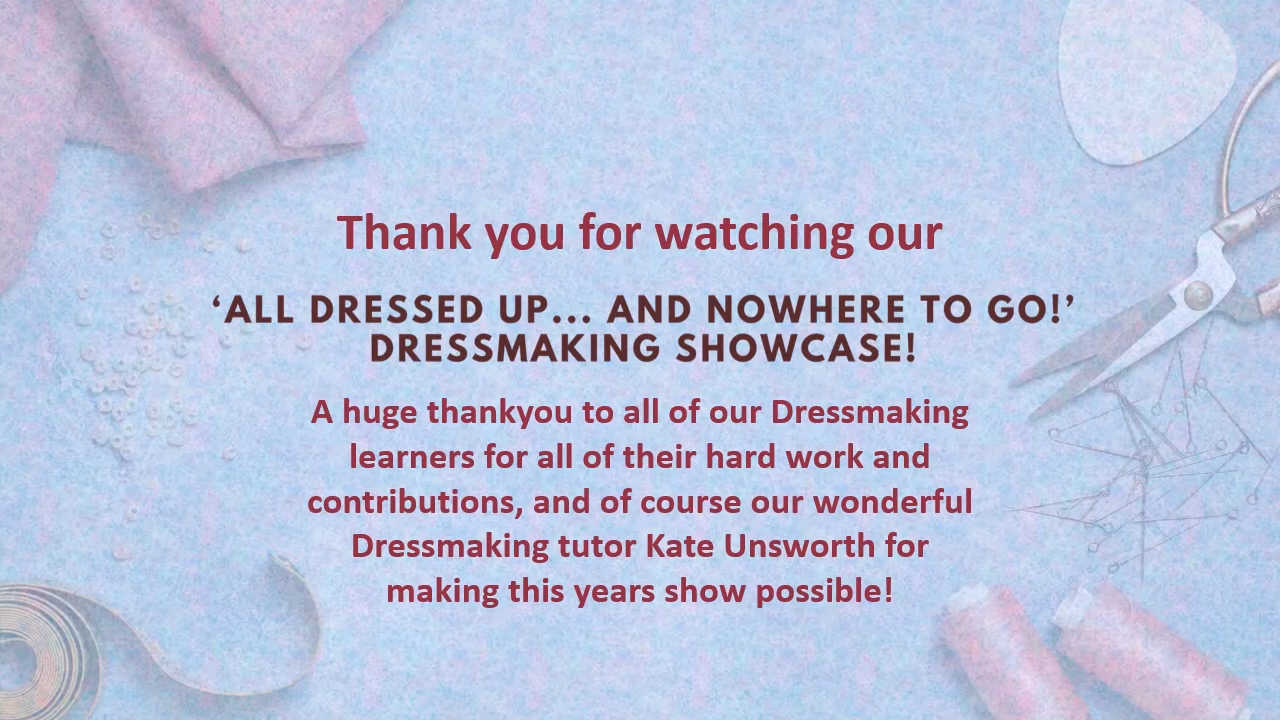 Thank you for watching our
‘ALL DRESSED UP... AND NOWHERE TO GO!’
DRESSMAKING SHOWCASE!
A huge thankyou to all of our Dressmaking
learners for all of their hard work and
contributions, and of course our wonderful
Dressmaking tutor Kate Unsworth for
making this years show possible!